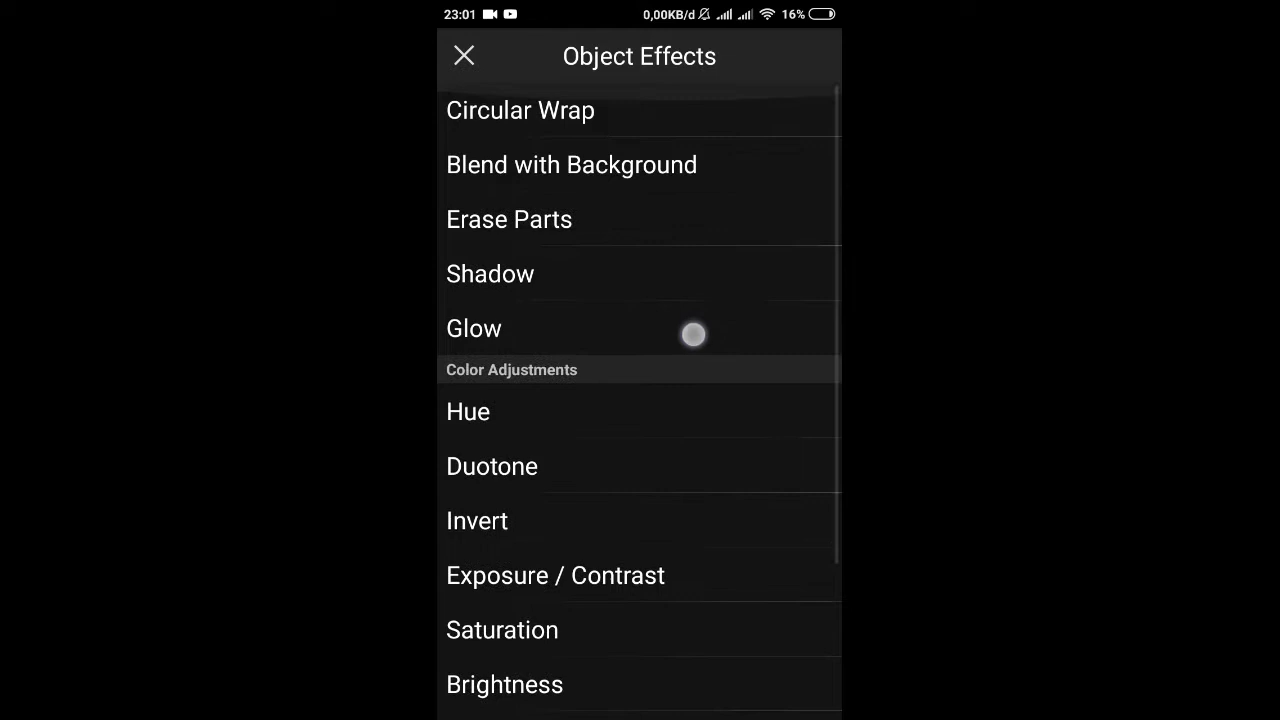 23:01 0,00KB/d 16%
Object Effects
Circular Wrap
Blend with Background
Erase Parts
Shadow
Glow
Color Adjustments
Hue
Duotone
Invert
Exposure / Contrast
Saturation
Brightness